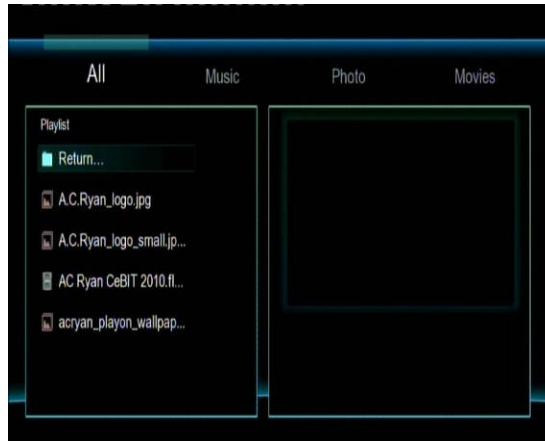 All Music Photo Movies
Playlist
Return...
A.C.Ryan_logo.jpg
A.C.Ryan_logo_small.jp...
AC Ryan CeBIT 2010.fl...
acryan_playon_wallpap...